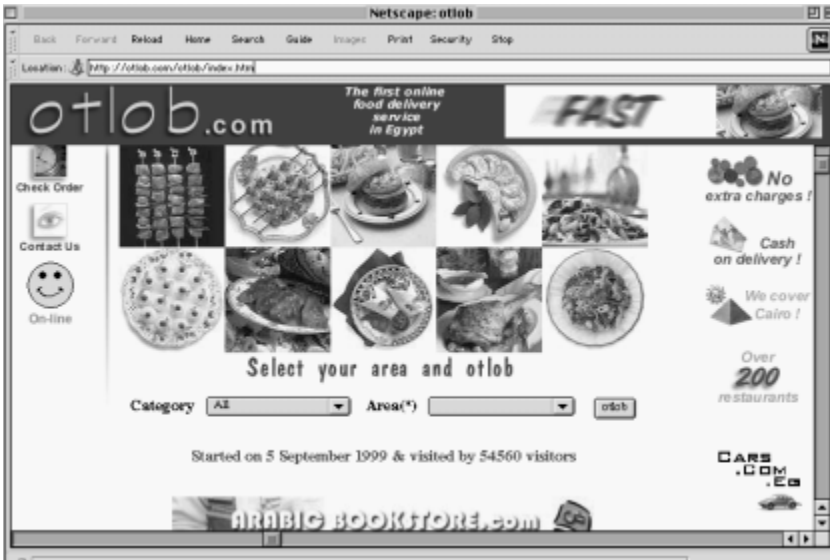 Netscape: otlob
Back Forward Reload Home Search Guide Images Print Security Stop
N
Location: http://otlob.com/otlob/index.htm
otlob.com
The first online
food delivery
service
in Egypt
FAST
Check Order
Contact Us
On-line
No
extra charges !
Cash
on delivery !
We cover
Cairo !
Over
200
restaurants
Select your area and otlob
Category All Area(*) otlob
Started on 5 September 1999 & visited by 54560 visitors
CARS
.COM
.EG
ARABIC BOOKSTORE.com